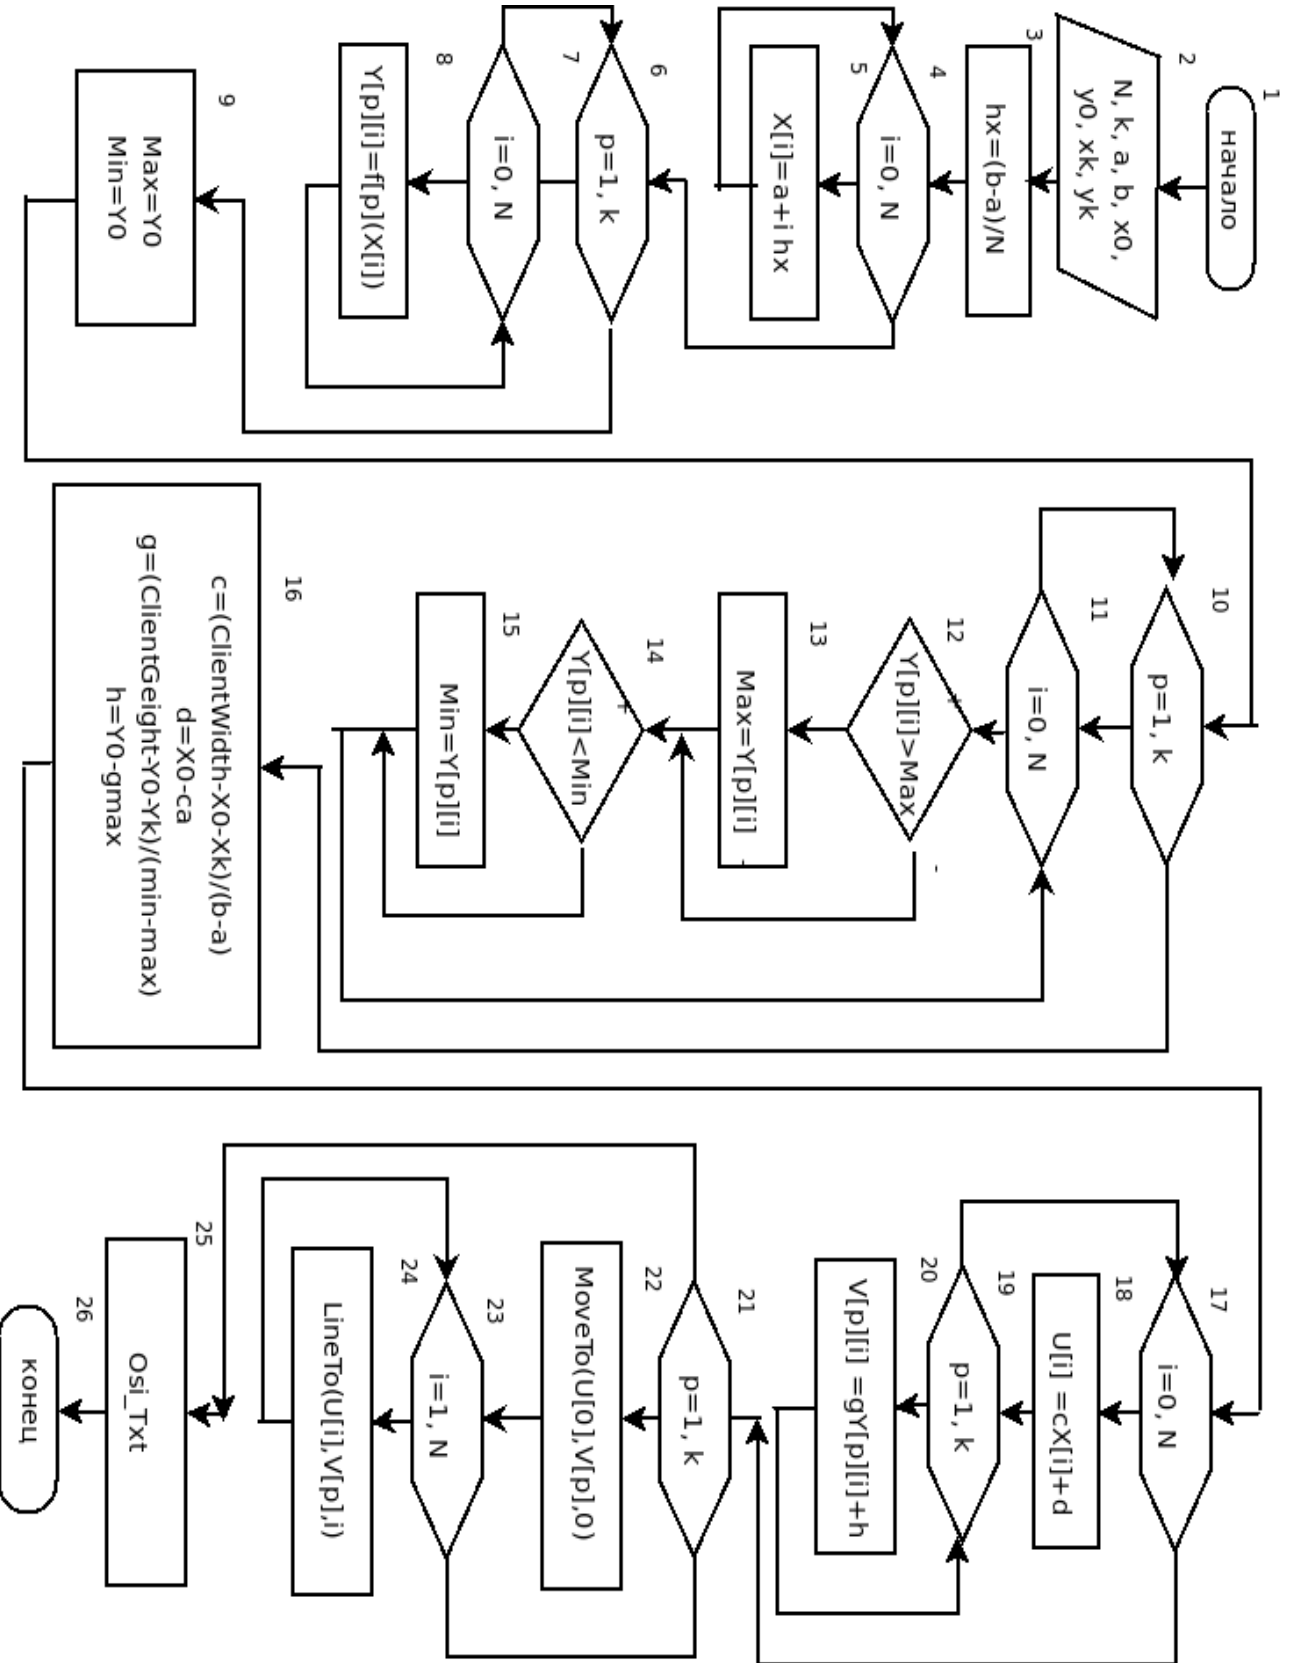 1
начало
2
N, k, a, b, x0,
y0, xk, yk
3
hx=(b-a)/N
4
i=0, N
5
X[i]=a+i hx
6
p=1, k
7
i=0, N
8
Y[p][i]=f[p](X[i])
9
Max=Y0
Min=Y0
10
p=1, k
11
i=0, N
12
Y[p][i]>Max
+
-
13
Max=Y[p][i]
14
Y[p][i]<Min
+
-
15
Min=Y[p][i]
16
c=(ClientWidth-X0-Xk)/(b-a)
d=X0-ca
g=(ClientGeight-Y0-Yk)/(min-max)
h=Y0-gmax
17
i=0, N
18
U[i] =cX[i]+d
19
p=1, k
20
V[p][i] =gY[p][i]+h
21
p=1, k
22
MoveTo(U[0],V[p],0)
23
i=1, N
24
LineTo(U[i],V[p],i)
25
Osi_Txt
26
конец